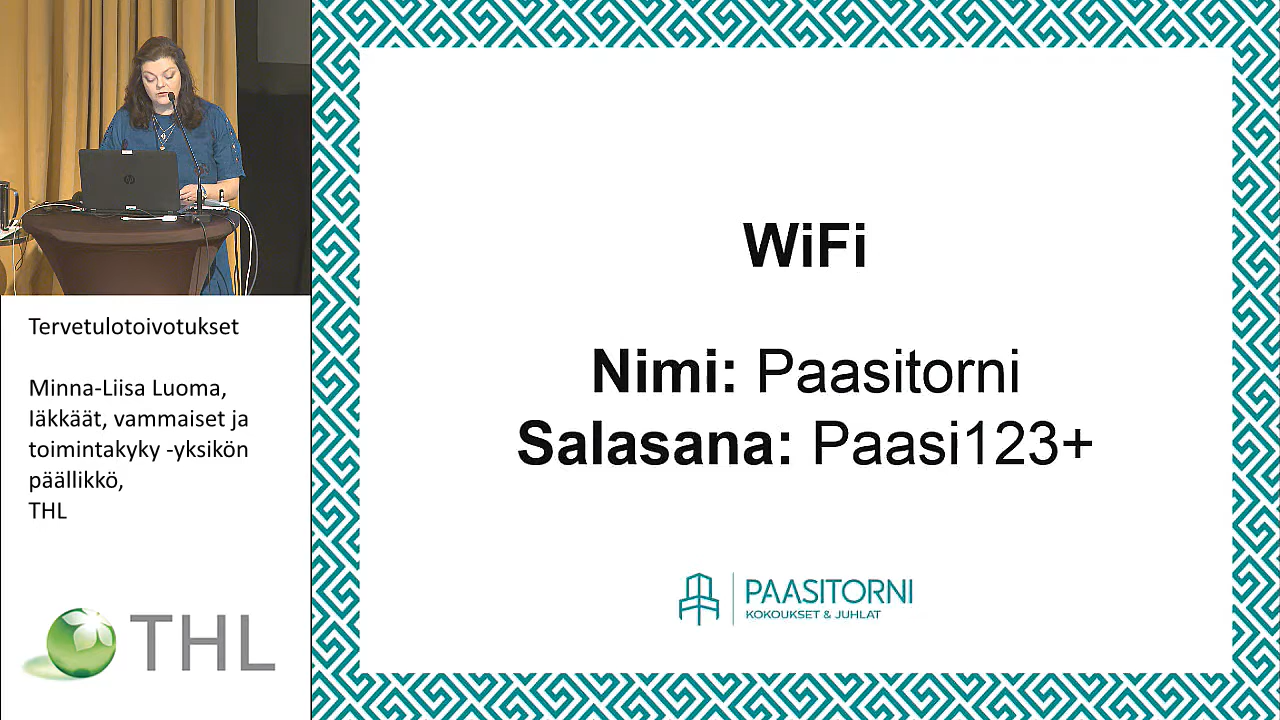 Tervetulotoivotukset
Minna-Liisa Luoma,
Iäkkäät, vammaiset ja
toimintakyky -yksikön
päällikkö,
THL
THL
WiFi
Nimi: Paasitorni
Salasana: Paasi123+
PAASITORNI
KOKOUKSET & JUHLAT